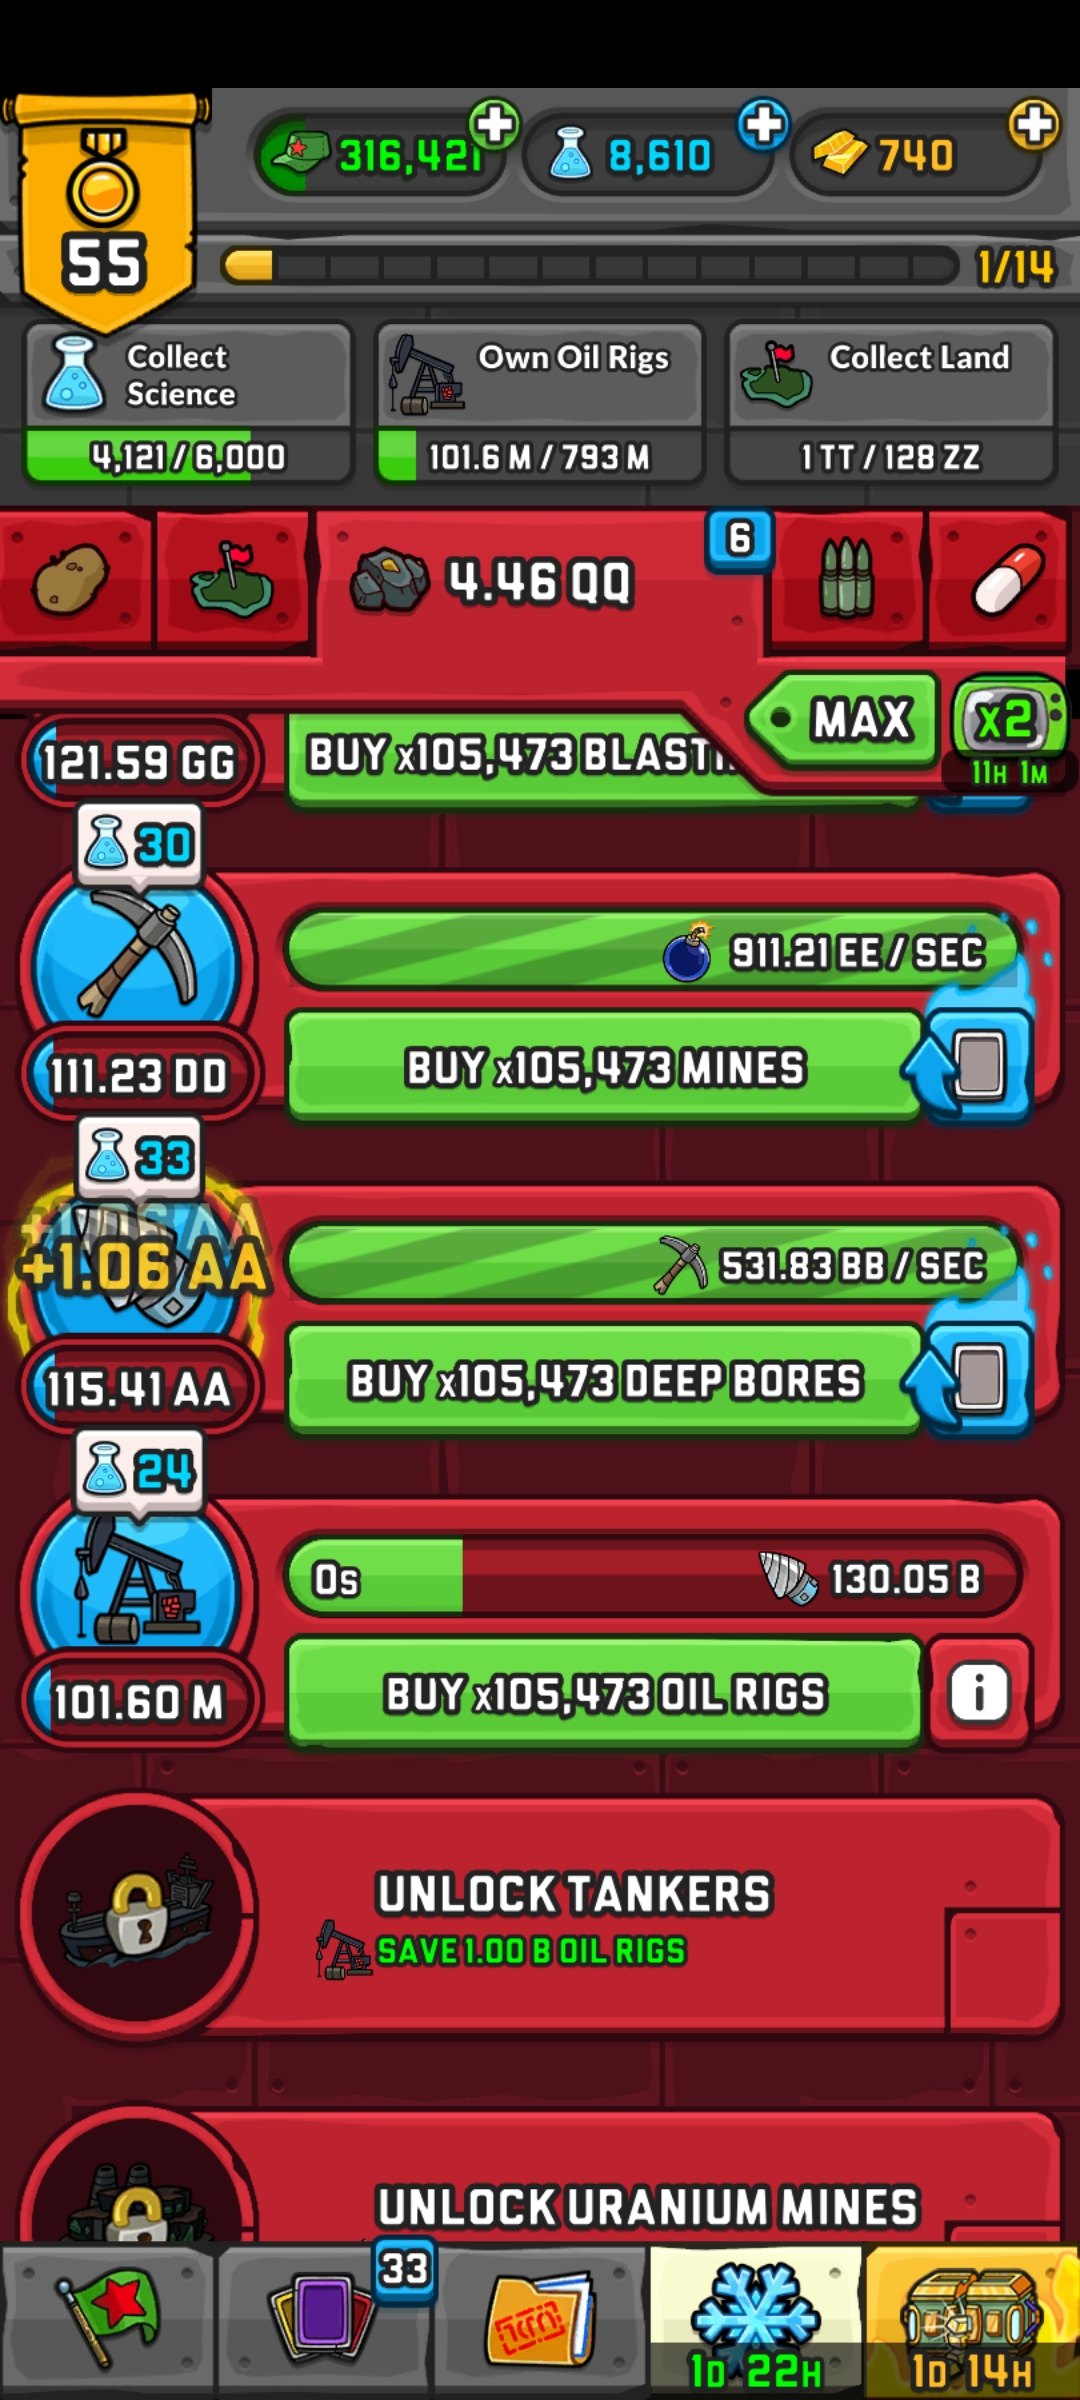 55
316,421
8,610
740
1/14
Collect
Science
4,121 / 6,000
Own Oil Rigs
101.6 M / 793 M
Collect Land
1 TT / 128 ZZ
4.46 QQ
6
MAX
x2
11H 1M
121.59 GG
BUY x105,473
30
911.21 EE / SEC
111.23 DD
BUY x105,473 MINES
33
+1.06 AA
+1.06 AA
531.83 BB / SEC
115.41 AA
BUY x105,473 DEEP BORES
24
0s
130.05 B
101.60 M
BUY x105,473 OIL RIGS
i
UNLOCK TANKERS
SAVE 1.00 B OIL RIGS
UNLOCK URANIUM MINES
33
1D 22H
1D 14H